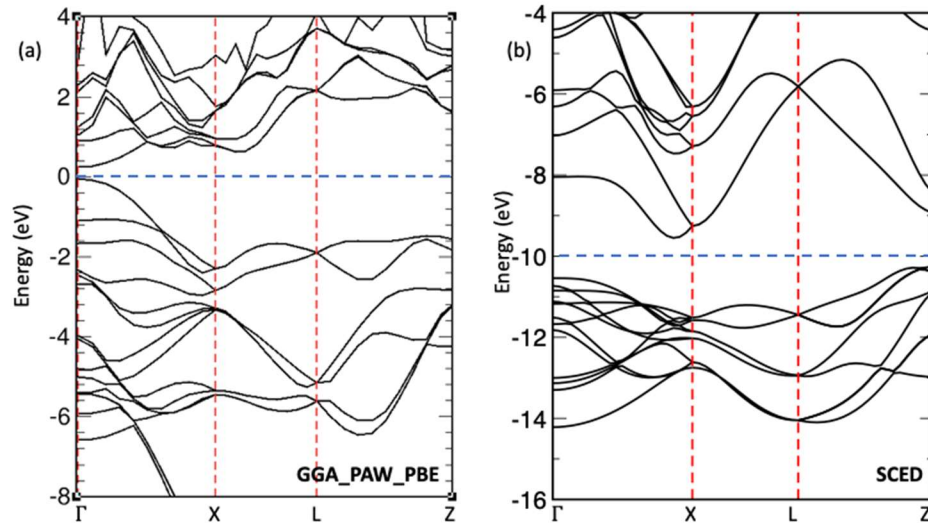 (a)
Energy (eV)
4
2
0
-2
-4
-6
-8
Γ
X
L
Z
GGA_PAW_PBE
(b)
Energy (eV)
-4
-6
-8
-10
-12
-14
-16
Γ
X
L
Z
SCED